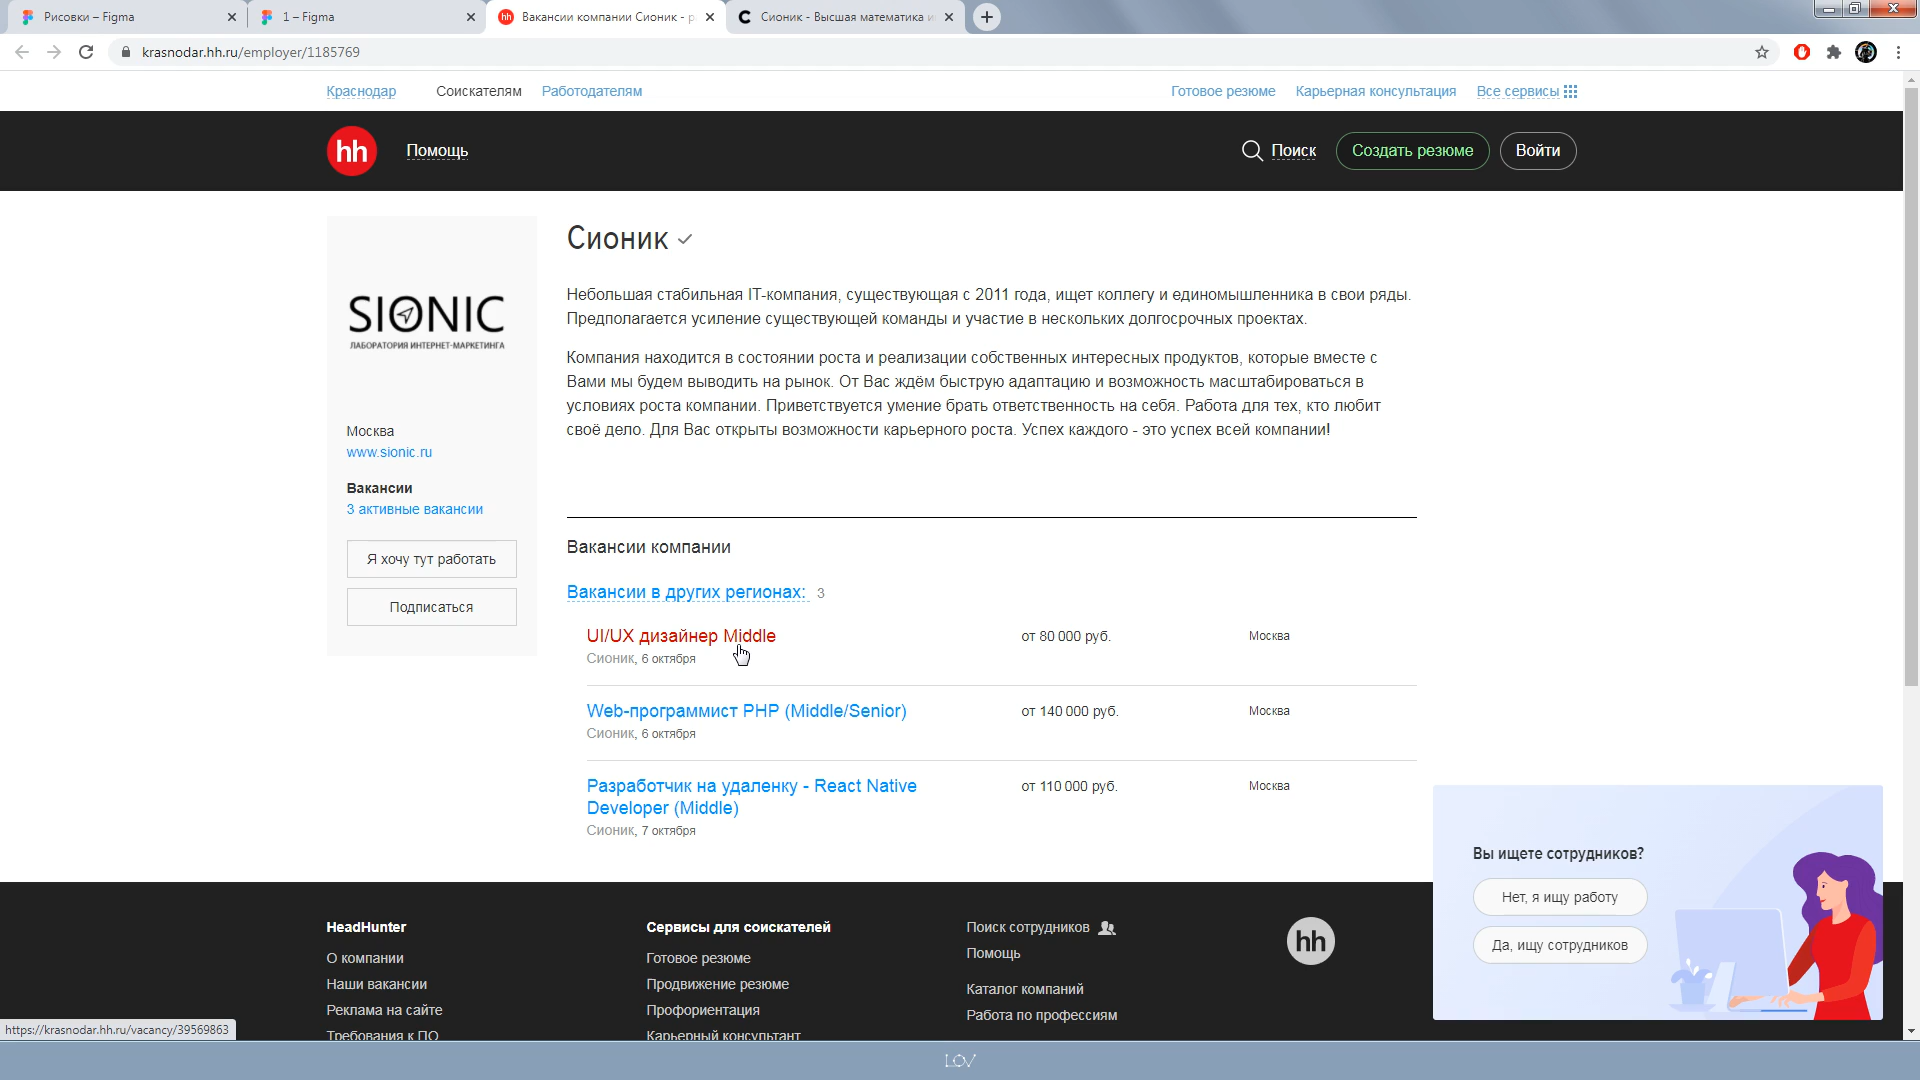 Рисовки – Figma
1 – Figma
Вакансии компании Сионик - р
Сионик - Высшая математика и
krasnodar.hh.ru/employer/1185769
Краснодар
Соискателям
Работодателям
Готовое резюме
Карьерная консультация
Все сервисы
hh
Помощь
Поиск
Создать резюме
Войти
SIONIC
ЛАБОРАТОРИЯ ИНТЕРНЕТ-МАРКЕТИНГА
Москва
www.sionic.ru
Вакансии
3 активные вакансии
Я хочу тут работать
Подписаться
Сионик
Небольшая стабильная IT-компания, существующая с 2011 года, ищет коллегу и единомышленника в свои ряды.
Предполагается усиление существующей команды и участие в нескольких долгосрочных проектах.
Компания находится в состоянии роста и реализации собственных интересных продуктов, которые вместе с
Вами мы будем выводить на рынок. От Вас ждём быструю адаптацию и возможность масштабироваться в
условиях роста компании. Приветствуется умение брать ответственность на себя. Работа для тех, кто любит
своё дело. Для Вас открыты возможности карьерного роста. Успех каждого - это успех всей компании!
Вакансии компании
Вакансии в других регионах: 3
UI/UX дизайнер Middle
от 80 000 руб.
Москва
Сионик, 6 октября
Web-программист PHP (Middle/Senior)
от 140 000 руб.
Москва
Сионик, 6 октября
Разработчик на удаленку - React Native
Developer (Middle)
от 110 000 руб.
Москва
Сионик, 7 октября
Вы ищете сотрудников?
Нет, я ищу работу
Да, ищу сотрудников
HeadHunter
О компании
Наши вакансии
Реклама на сайте
Требования к ПО
Сервисы для соискателей
Готовое резюме
Продвижение резюме
Профориентация
Карьерный консультант
Поиск сотрудников
Помощь
Каталог компаний
Работа по профессиям
hh
https://krasnodar.hh.ru/vacancy/39569863
LOV